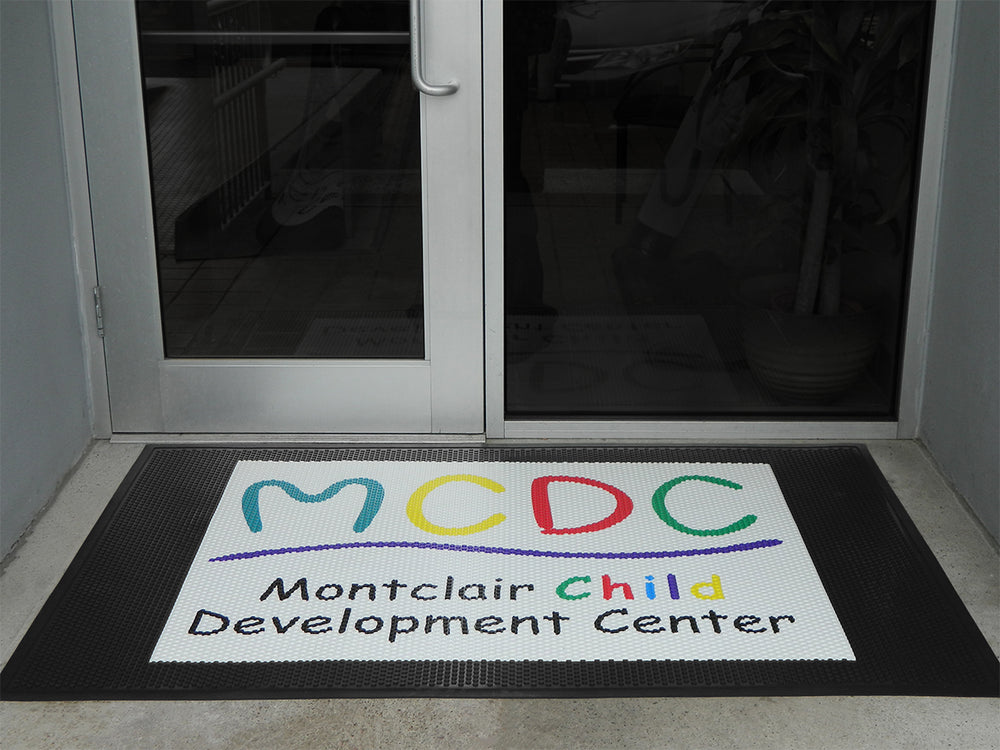 MCDC
Montclair Child
Development Center